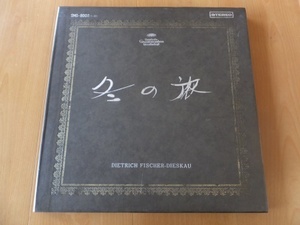 STEREO
冬の旅
DIETRICH FISCHER-DIESKAU